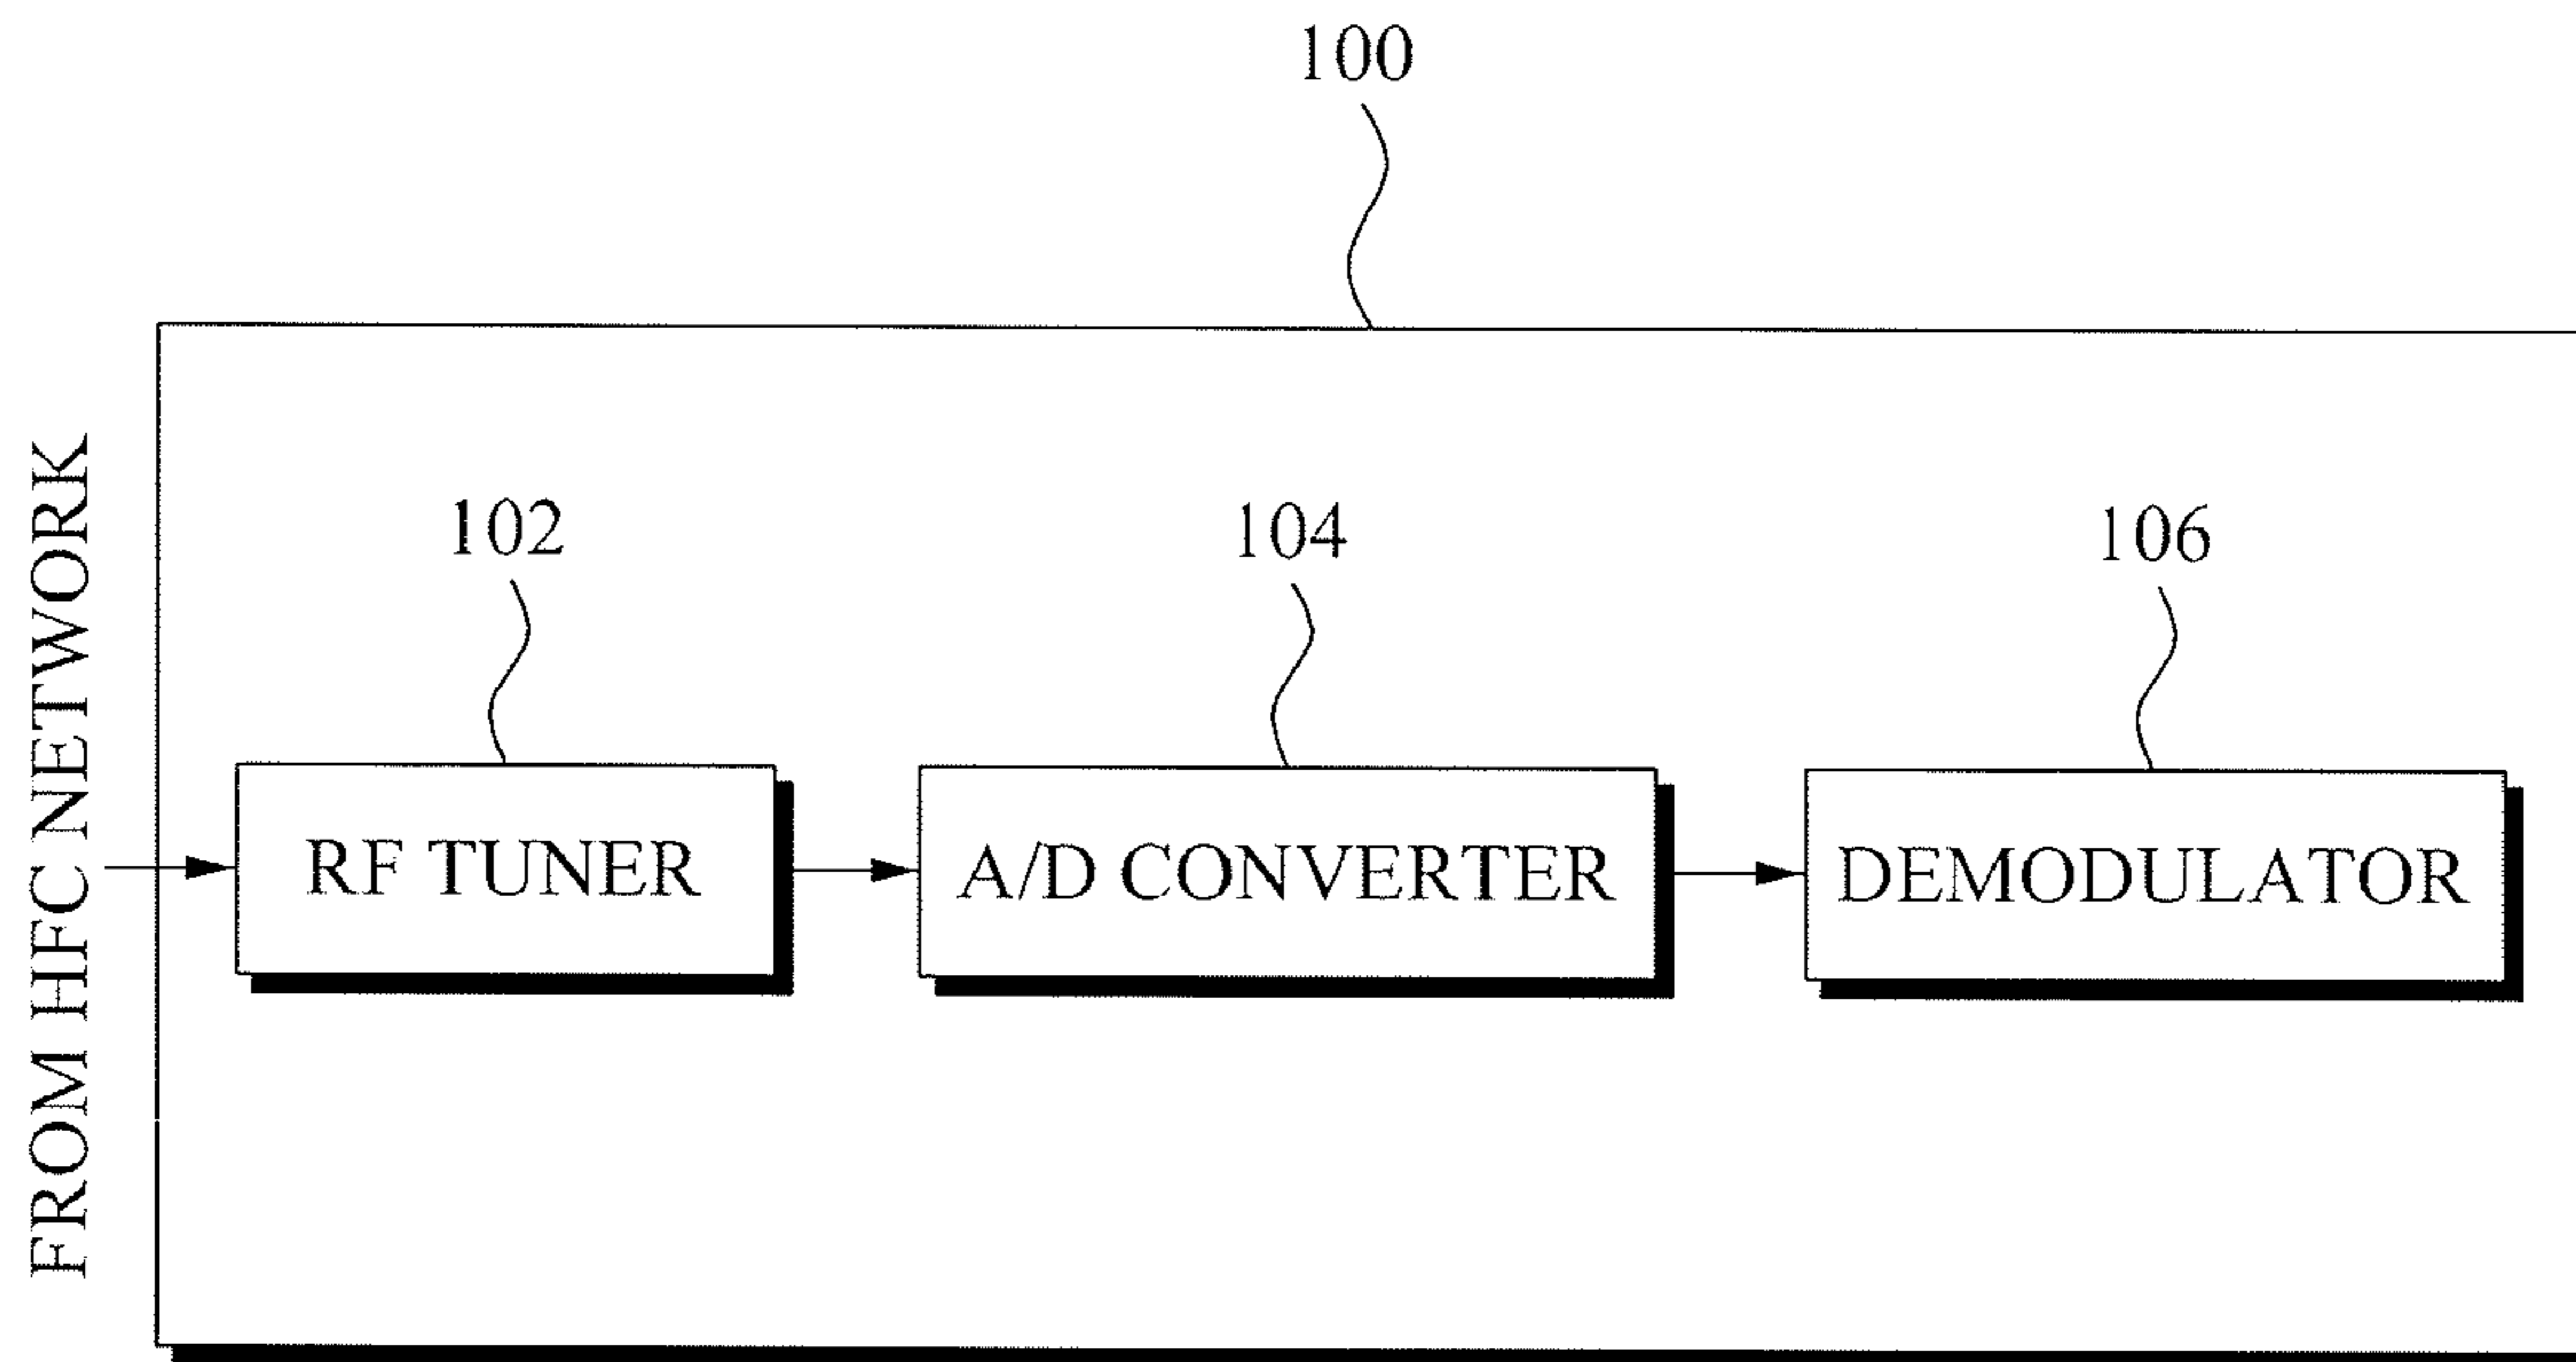 100
102
104
106
FROM HFC NETWORK
RF TUNER
A/D CONVERTER
DEMODULATOR